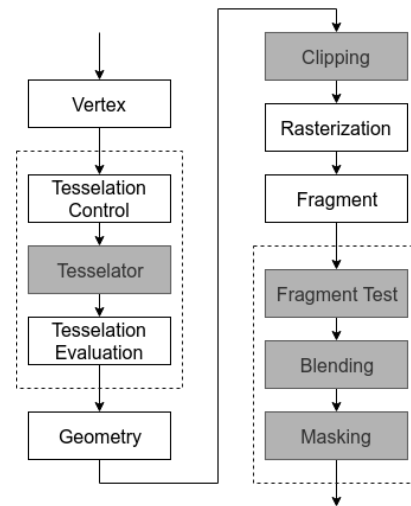 Vertex
Tesselation
Control
Tesselator
Tesselation
Evaluation
Geometry
Clipping
Rasterization
Fragment
Fragment Test
Blending
Masking